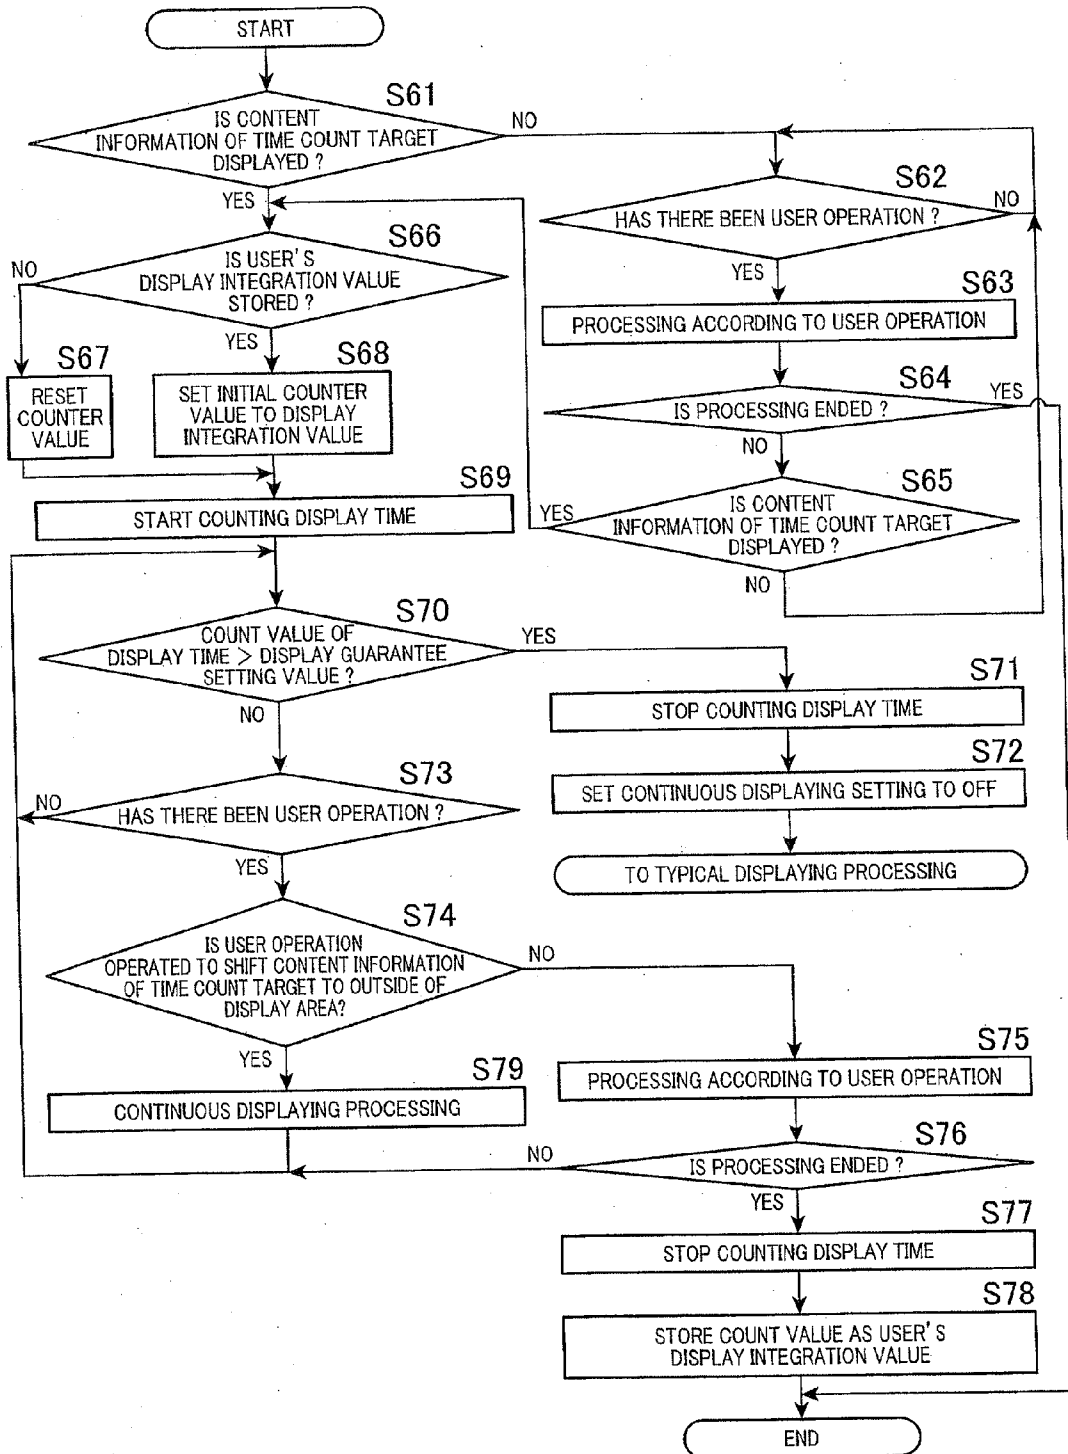 START
S61
IS CONTENT
INFORMATION OF TIME COUNT TARGET
DISPLAYED ?
NO
YES
S62
HAS THERE BEEN USER OPERATION ?
NO
YES
S63
PROCESSING ACCORDING TO USER OPERATION
S64
IS PROCESSING ENDED ?
YES
NO
S65
IS CONTENT
INFORMATION OF TIME COUNT TARGET
DISPLAYED ?
YES
NO
S66
IS USER'S
DISPLAY INTEGRATION VALUE
STORED ?
NO
YES
S67
RESET
COUNTER
VALUE
S68
SET INITIAL COUNTER
VALUE TO DISPLAY
INTEGRATION VALUE
S69
START COUNTING DISPLAY TIME
S70
COUNT VALUE OF
DISPLAY TIME > DISPLAY GUARANTEE
SETTING VALUE ?
YES
NO
S71
STOP COUNTING DISPLAY TIME
S72
SET CONTINUOUS DISPLAYING SETTING TO OFF
TO TYPICAL DISPLAYING PROCESSING
S73
HAS THERE BEEN USER OPERATION ?
NO
YES
S74
IS USER OPERATION
OPERATED TO SHIFT CONTENT INFORMATION
OF TIME COUNT TARGET TO OUTSIDE OF
DISPLAY AREA?
NO
YES
S79
CONTINUOUS DISPLAYING PROCESSING
S75
PROCESSING ACCORDING TO USER OPERATION
S76
IS PROCESSING ENDED ?
NO
YES
S77
STOP COUNTING DISPLAY TIME
S78
STORE COUNT VALUE AS USER'S
DISPLAY INTEGRATION VALUE
END